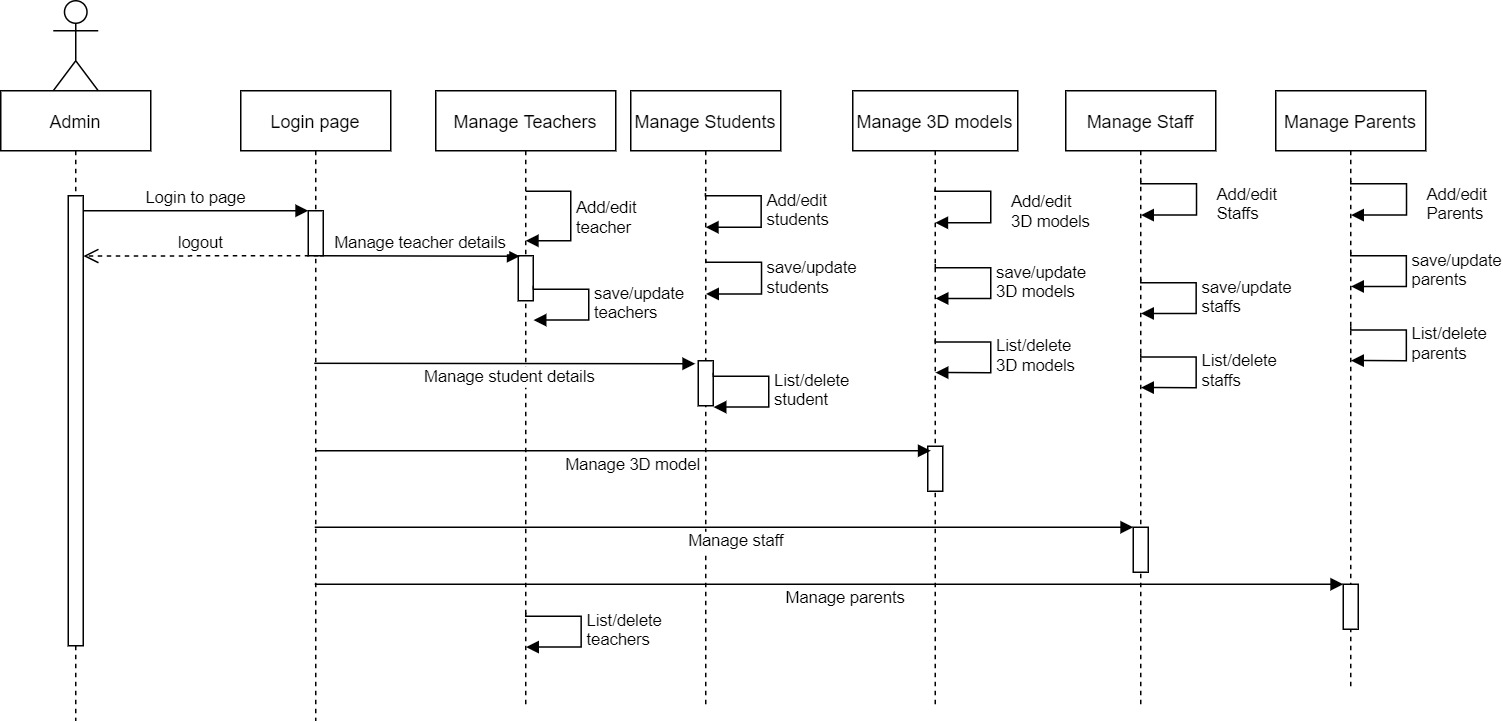 Admin
Login page
Manage Teachers
Manage Students
Manage 3D models
Manage Staff
Manage Parents
Login to page
logout
Manage teacher details
Add/edit
teacher
save/update
teachers
Add/edit
students
save/update
students
Add/edit
3D models
save/update
3D models
List/delete
3D models
Add/edit
Staffs
save/update
staffs
List/delete
staffs
Add/edit
Parents
save/update
parents
List/delete
parents
Manage student details
List/delete
student
Manage 3D model
Manage staff
Manage parents
List/delete
teachers